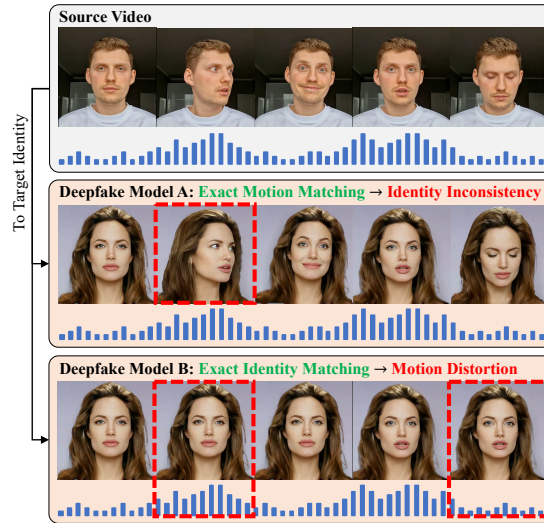 Source Video
To Target Identity
Deepfake Model A: Exact Motion Matching → Identity Inconsistency
Deepfake Model B: Exact Identity Matching → Motion Distortion